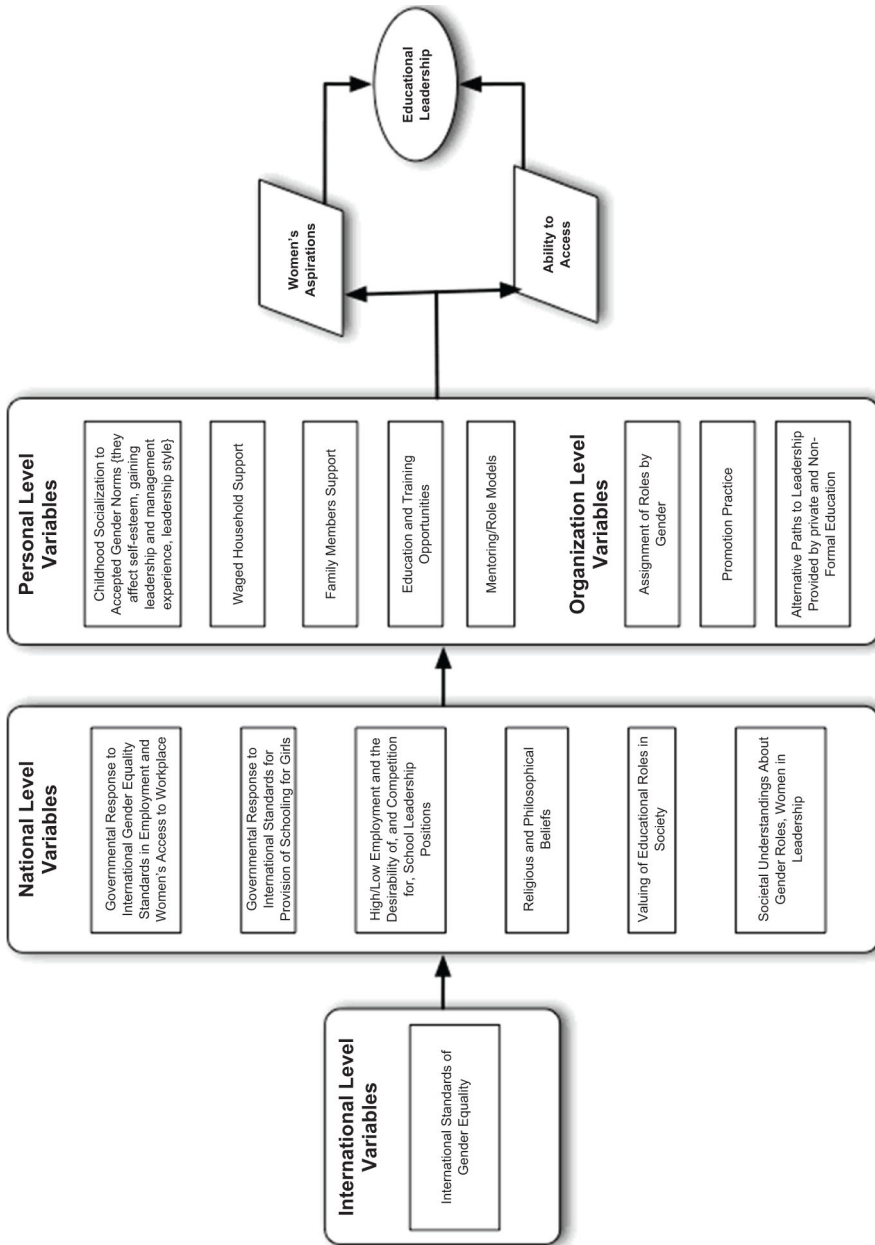 International Level
Variables
International Standards of
Gender Equality
National Level
Variables
Governmental Response to
International Gender Equality
Standards in Employment and
Women's Access to Workplace
Governmental Response to
International Standards for
Provision of Schooling for Girls
High/Low Employment and the
Desirability of, and Competition
for, School Leadership
Positions
Religious and Philosophical
Beliefs
Valuing of Educational Roles in
Society
Societal Understandings About
Gender Roles, Women in
Leadership
Personal Level
Variables
Childhood Socialization to
Accepted Gender Norms {they
affect self-esteem, gaining
leadership and management
experience, leadership style}
Waged Household Support
Family Members Support
Education and Training
Opportunities
Mentoring/Role Models
Organization Level
Variables
Assignment of Roles by
Gender
Promotion Practice
Alternative Paths to Leadership
Provided by private and Non-
Formal Education
Women's
Aspirations
Ability to
Access
Educational
Leadership